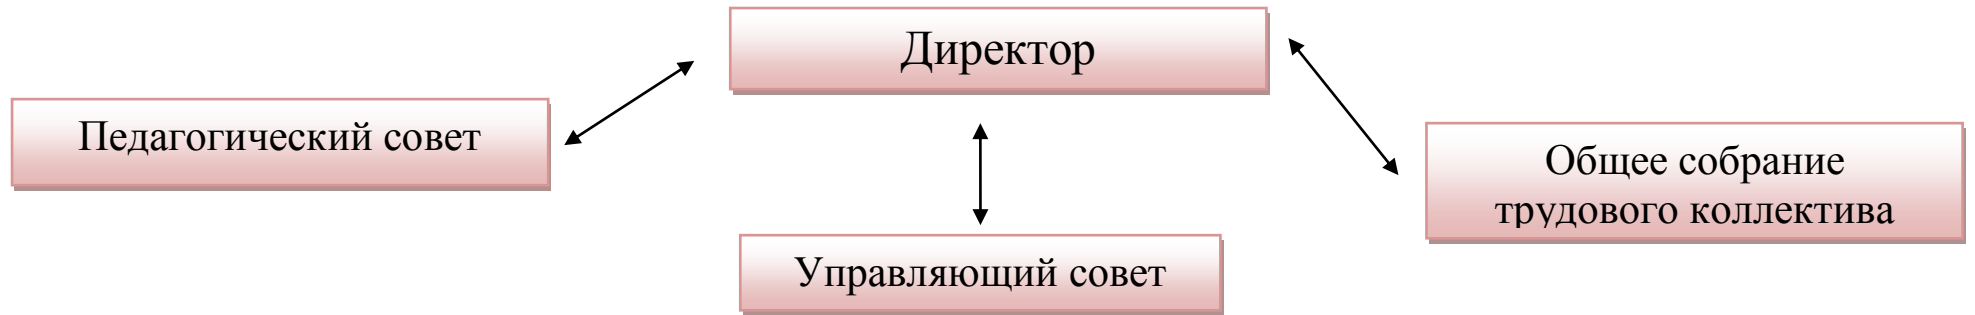 Директор
Педагогический совет
Общее собрание
трудового коллектива
Управляющий совет